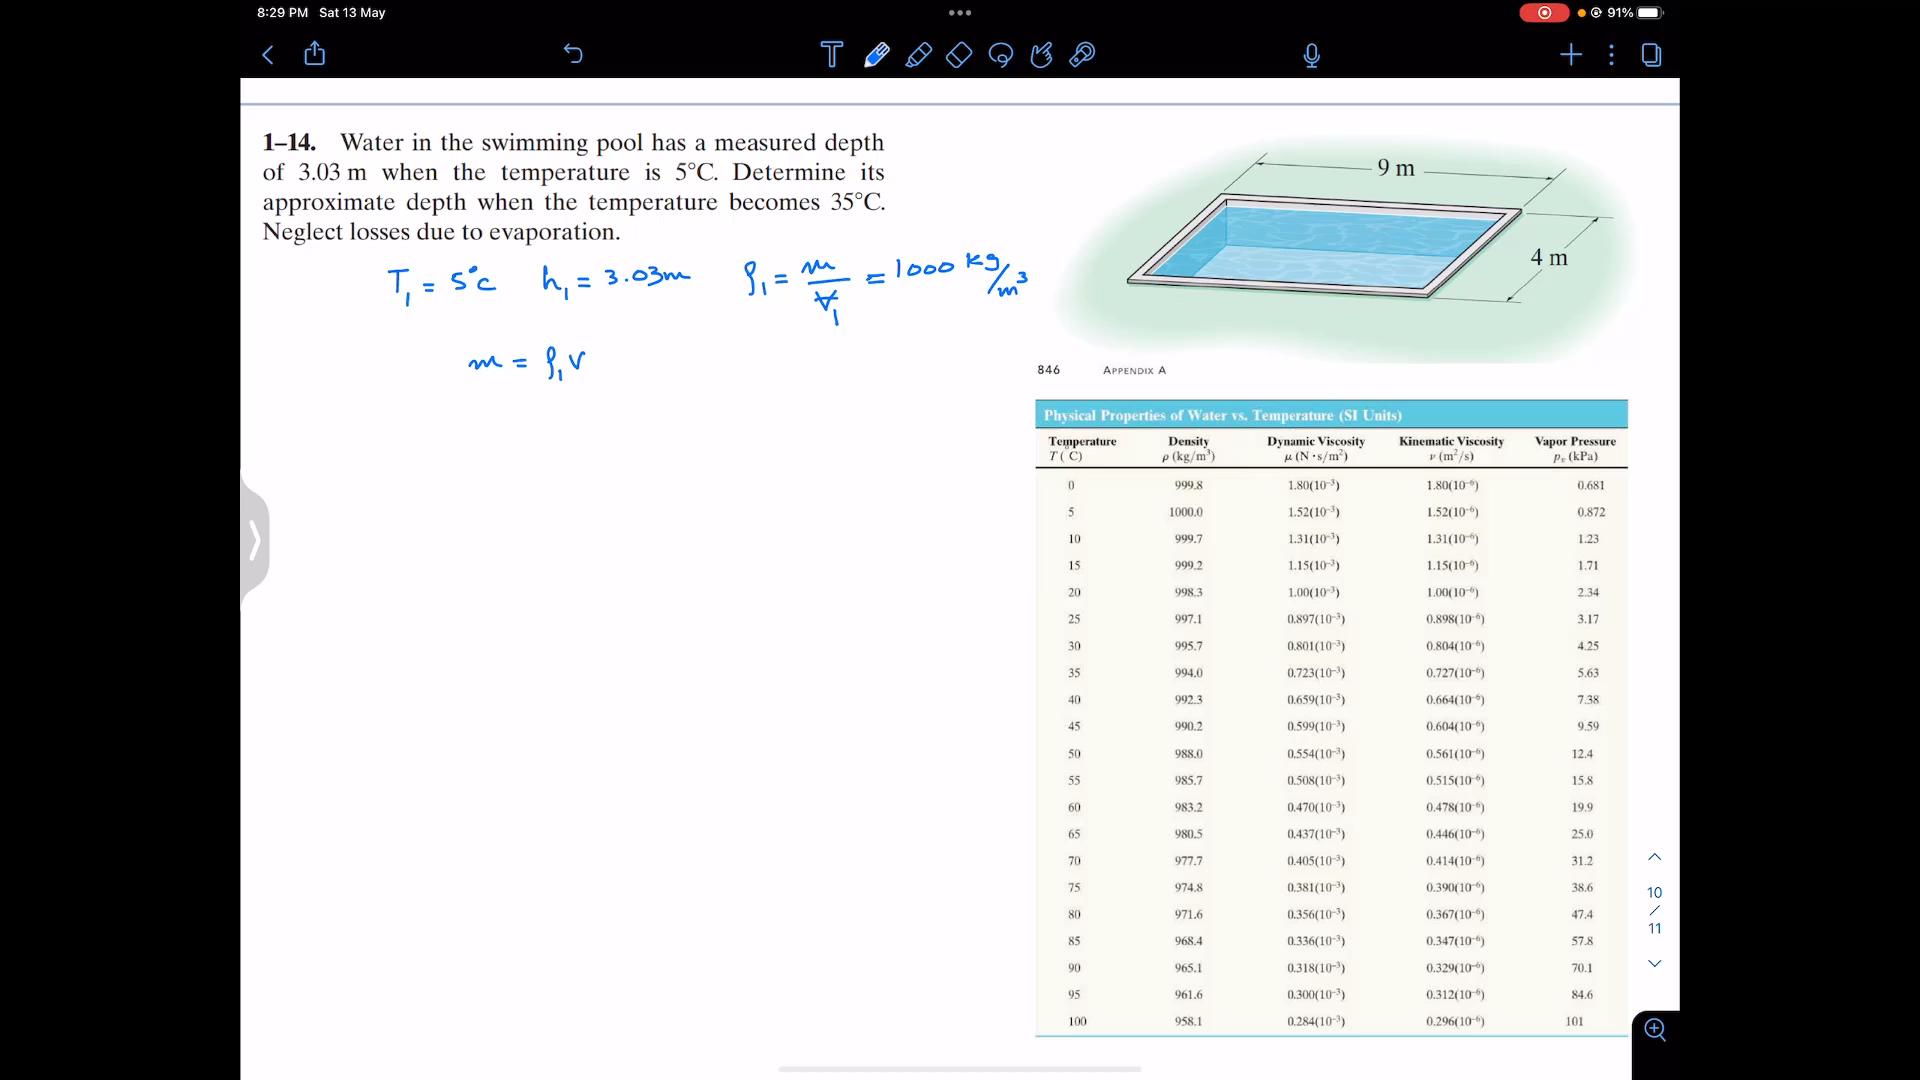 8:29 PM Sat 13 May
91%
1–14. Water in the swimming pool has a measured depth
of 3.03 m when the temperature is 5°C. Determine its
approximate depth when the temperature becomes 35°C.
Neglect losses due to evaporation.
T₁ = 5°C h₁ = 3.03m ρ₁ = m/V₁ = 1000 kg/m³
m = ρ₁V
9 m
4 m
846 APPENDIX A
Physical Properties of Water vs. Temperature (SI Units)
Temperature Density Dynamic Viscosity Kinematic Viscosity Vapor Pressure
T (°C) ρ (kg/m³) μ (N·s/m²) ν (m²/s) pᵥ (kPa)
0 999.8 1.80(10⁻³) 1.80(10⁻⁶) 0.681
5 1000.0 1.52(10⁻³) 1.52(10⁻⁶) 0.872
10 999.7 1.31(10⁻³) 1.31(10⁻⁶) 1.23
15 999.2 1.15(10⁻³) 1.15(10⁻⁶) 1.71
20 998.3 1.00(10⁻³) 1.00(10⁻⁶) 2.34
25 997.1 0.897(10⁻³) 0.898(10⁻⁶) 3.17
30 995.7 0.801(10⁻³) 0.804(10⁻⁶) 4.25
35 994.0 0.723(10⁻³) 0.727(10⁻⁶) 5.63
40 992.3 0.659(10⁻³) 0.664(10⁻⁶) 7.38
45 990.2 0.599(10⁻³) 0.604(10⁻⁶) 9.59
50 988.0 0.554(10⁻³) 0.561(10⁻⁶) 12.4
55 985.7 0.508(10⁻³) 0.515(10⁻⁶) 15.8
60 983.2 0.470(10⁻³) 0.478(10⁻⁶) 19.9
65 980.5 0.437(10⁻³) 0.446(10⁻⁶) 25.0
70 977.7 0.405(10⁻³) 0.414(10⁻⁶) 31.2
75 974.8 0.381(10⁻³) 0.390(10⁻⁶) 38.6
80 971.6 0.356(10⁻³) 0.367(10⁻⁶) 47.4
85 968.4 0.336(10⁻³) 0.347(10⁻⁶) 57.8
90 965.1 0.318(10⁻³) 0.329(10⁻⁶) 70.1
95 961.6 0.300(10⁻³) 0.312(10⁻⁶) 84.6
100 958.1 0.284(10⁻³) 0.296(10⁻⁶) 101
10
/
11